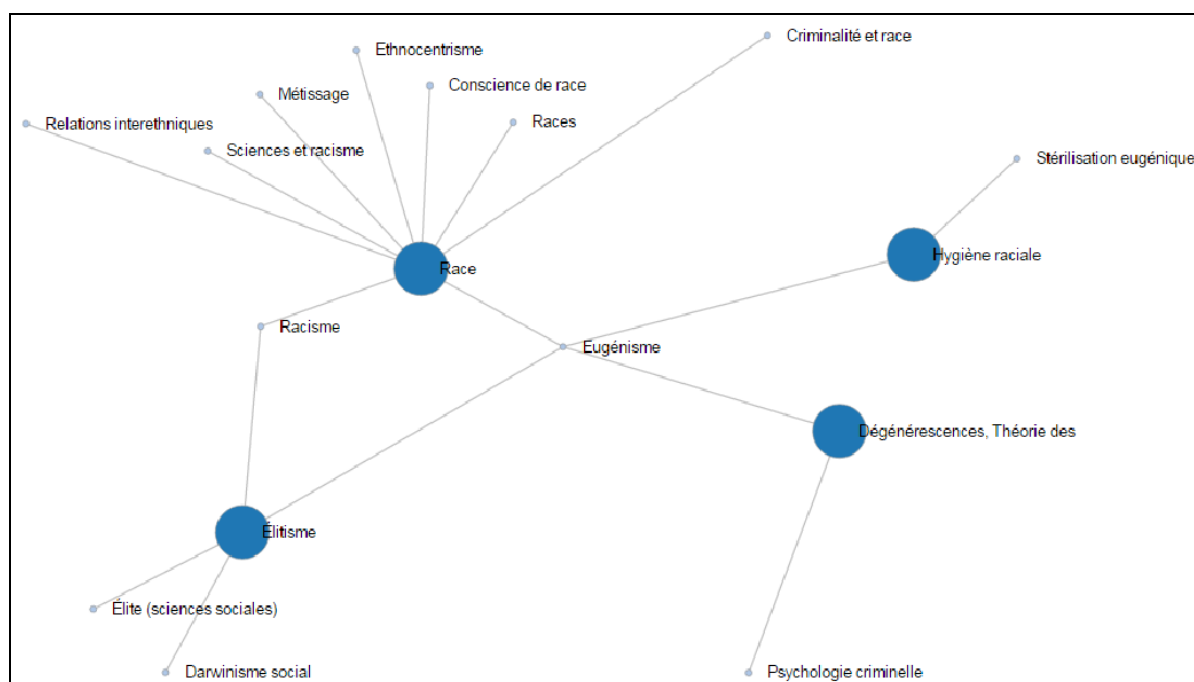 Criminalité et race
Ethnocentrisme
Conscience de race
Métissage
Relations interethniques
Races
Sciences et racisme
Stérilisation eugénique
Hygiène raciale
Race
Racisme
Eugénisme
Dégénérescences, Théorie des
Élitisme
Élite (sciences sociales)
Darwinisme social
Psychologie criminelle